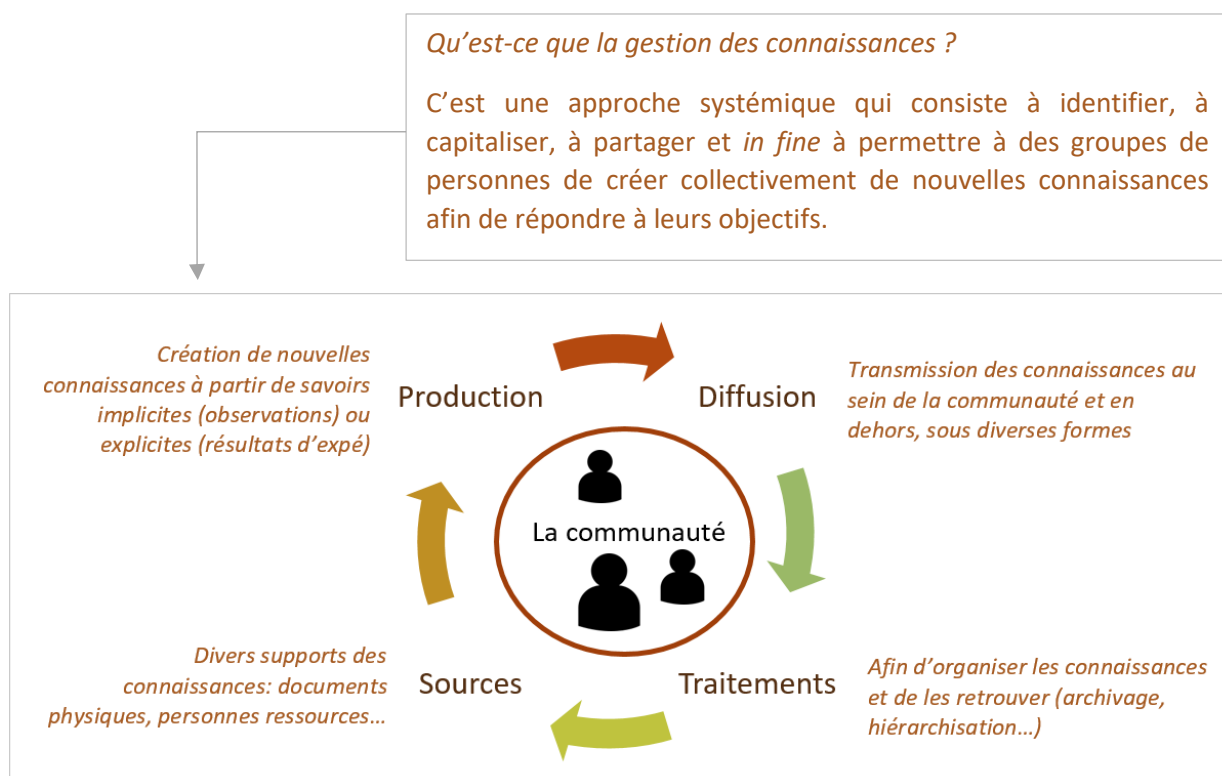 Qu’est-ce que la gestion des connaissances ?
C’est une approche systémique qui consiste à identifier, à
capitaliser, à partager et in fine à permettre à des groupes de
personnes de créer collectivement de nouvelles connaissances
afin de répondre à leurs objectifs.
Création de nouvelles
connaissances à partir de savoirs
implicites (observations) ou
explicites (résultats d’expé)
Production
Diffusion
Transmission des connaissances au
sein de la communauté et en
dehors, sous diverses formes
La communauté
Divers supports des
connaissances: documents
physiques, personnes ressources…
Sources
Traitements
Afin d’organiser les connaissances
et de les retrouver (archivage,
hiérarchisation…)